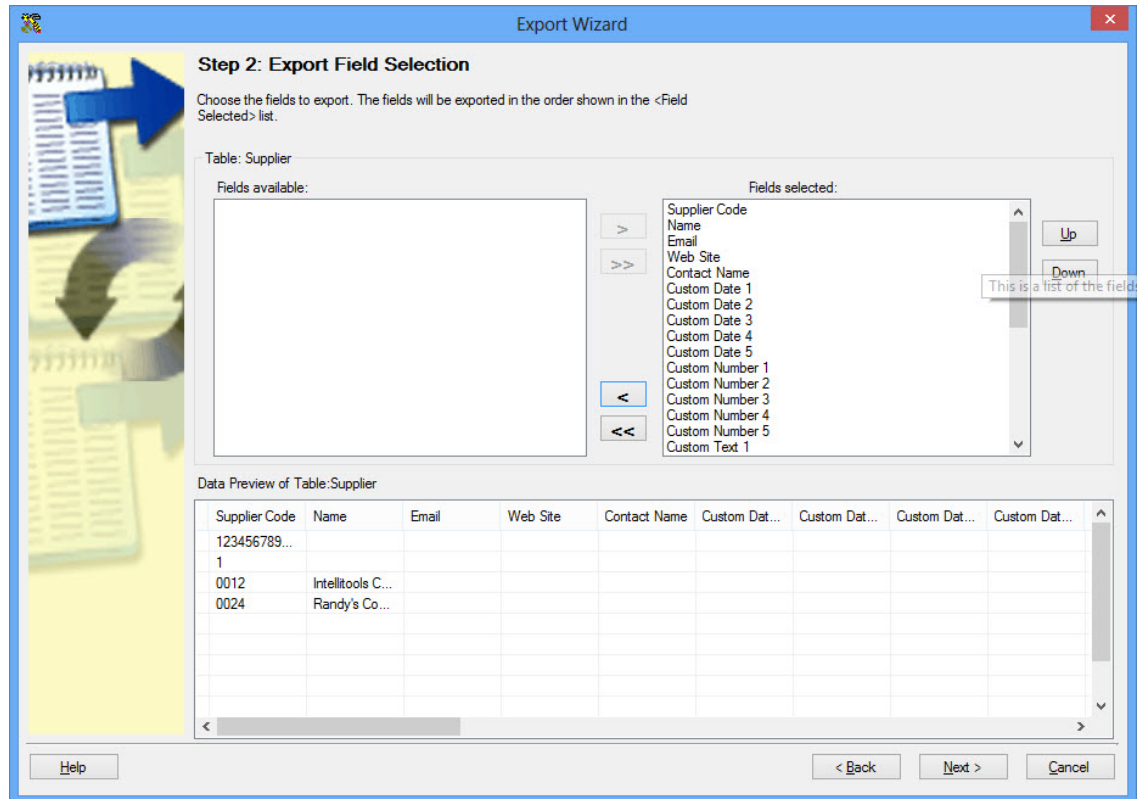 Export Wizard
Step 2: Export Field Selection
Choose the fields to export. The fields will be exported in the order shown in the <Field
Selected> list.
Table: Supplier
Fields available:
Fields selected:
>
>>
<
<<
Supplier Code
Name
Email
Web Site
Contact Name
Custom Date 1
Custom Date 2
Custom Date 3
Custom Date 4
Custom Date 5
Custom Number 1
Custom Number 2
Custom Number 3
Custom Number 4
Custom Number 5
Custom Text 1
Up
Down
This is a list of the fields
Data Preview of Table:Supplier
Supplier Code Name Email Web Site Contact Name Custom Dat... Custom Dat... Custom Dat... Custom Dat...
123456789...
1
0012 Intellitools C...
0024 Randy's Co...
Help < Back Next > Cancel